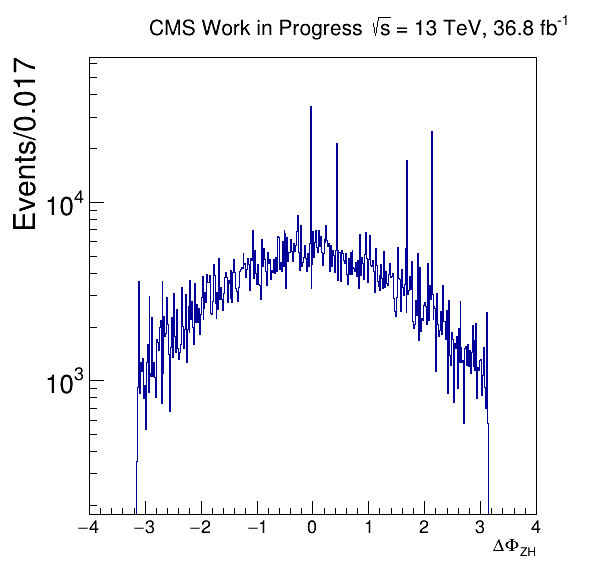 CMS Work in Progress √s = 13 TeV, 36.8 fb⁻¹
Events/0.017
10⁴
10³
−4 −3 −2 −1 0 1 2 3 4
ΔΦ_ZH